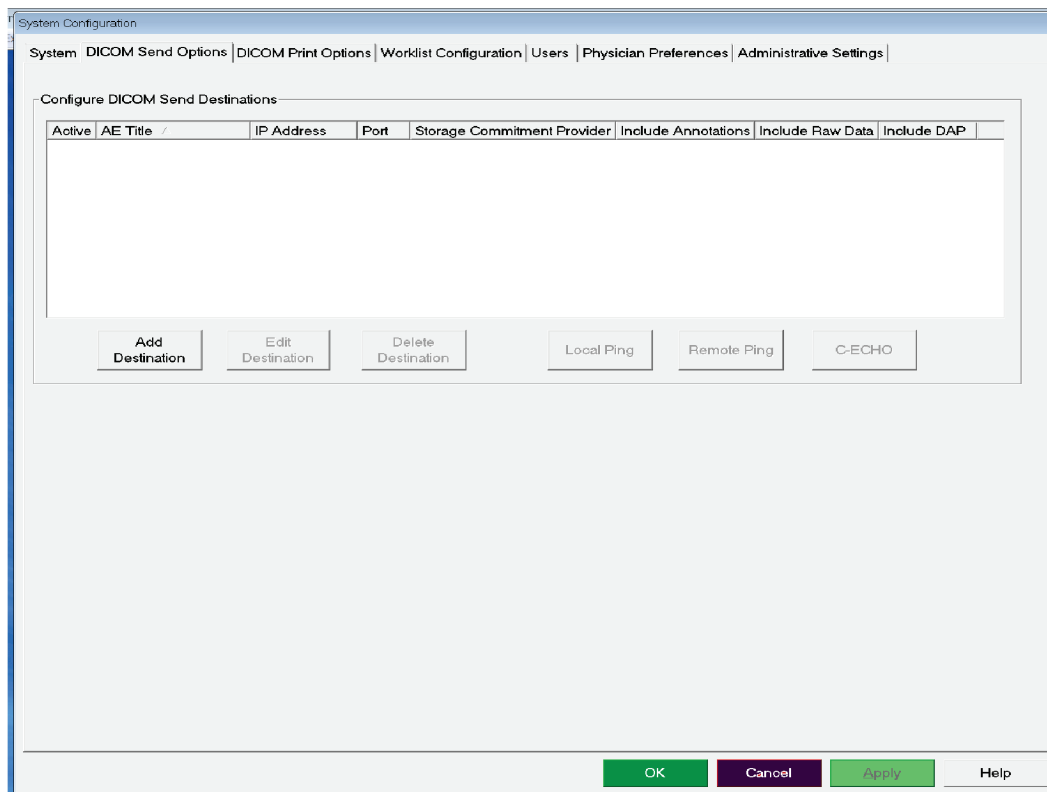 System Configuration
System DICOM Send Options DICOM Print Options Worklist Configuration Users Physician Preferences Administrative Settings
Configure DICOM Send Destinations
Active AE Title IP Address Port Storage Commitment Provider Include Annotations Include Raw Data Include DAP
Add Destination
Edit Destination
Delete Destination
Local Ping Remote Ping C-ECHO
OK Cancel Apply Help